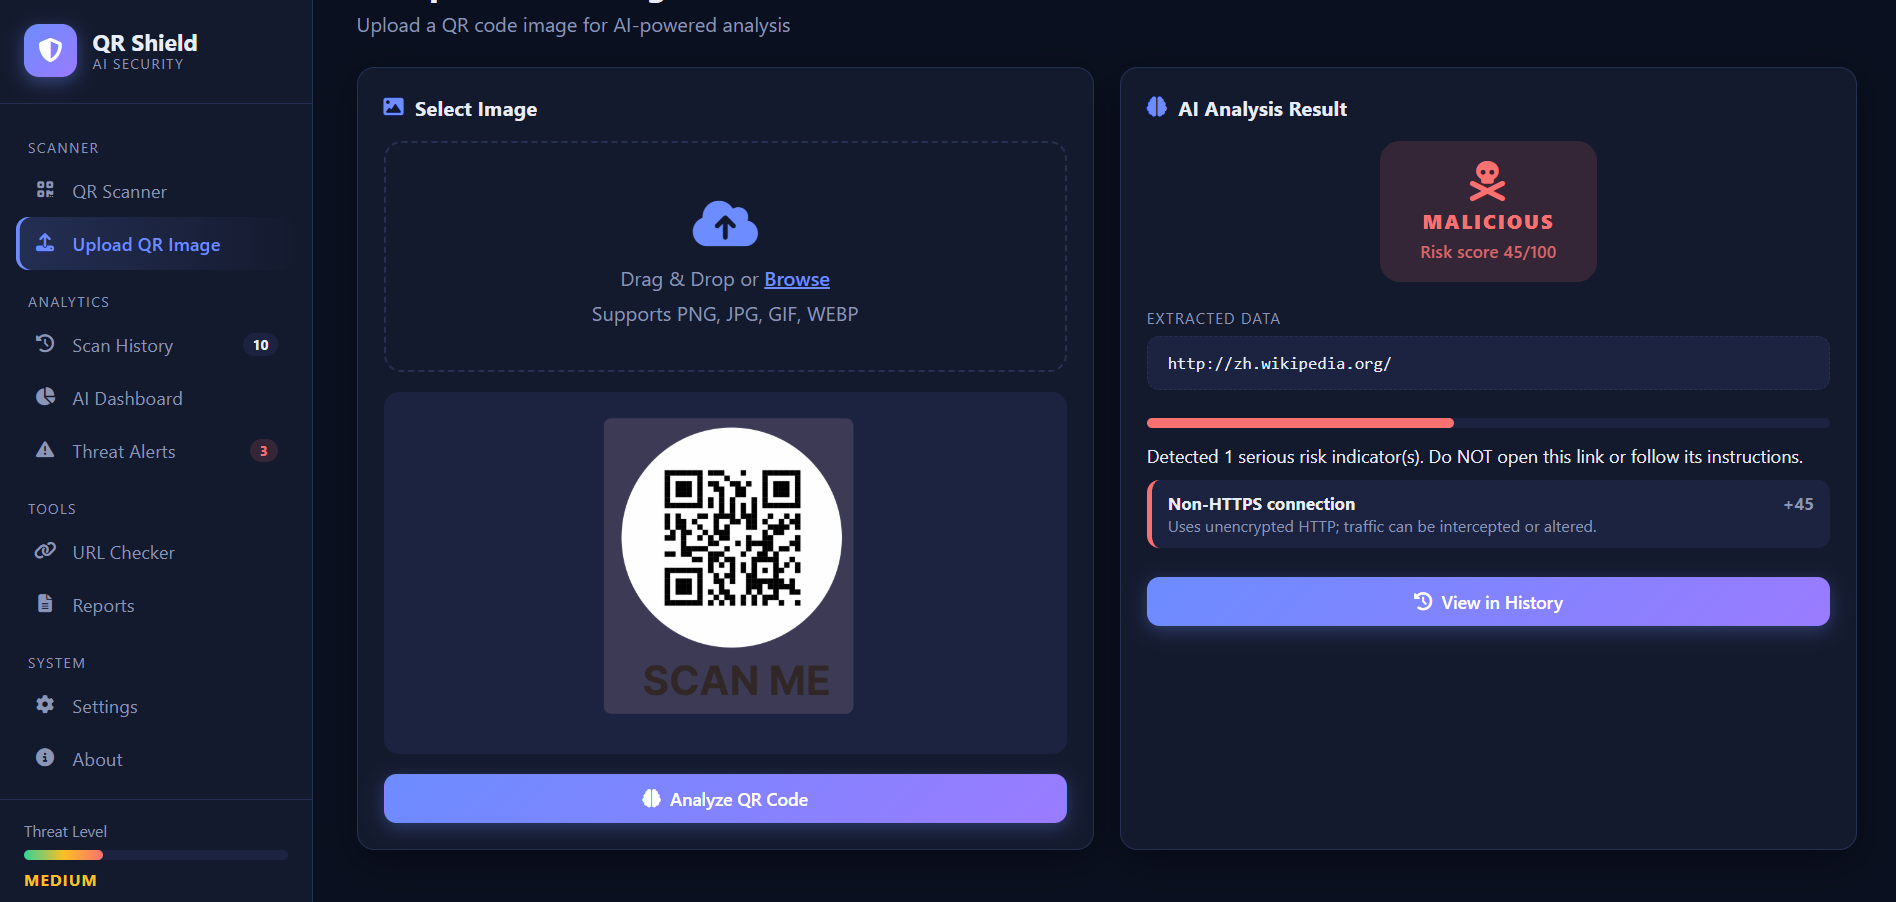 QR Shield
AI SECURITY
SCANNER
QR Scanner
Upload QR Image
ANALYTICS
Scan History
10
AI Dashboard
Threat Alerts
3
TOOLS
URL Checker
Reports
SYSTEM
Settings
About
Threat Level
MEDIUM
Upload a QR code image for AI-powered analysis
Select Image
Drag & Drop or Browse
Supports PNG, JPG, GIF, WEBP
SCAN ME
Analyze QR Code
AI Analysis Result
MALICIOUS
Risk score 45/100
EXTRACTED DATA
http://zh.wikipedia.org/
Detected 1 serious risk indicator(s). Do NOT open this link or follow its instructions.
Non-HTTPS connection
+45
Uses unencrypted HTTP; traffic can be intercepted or altered.
View in History